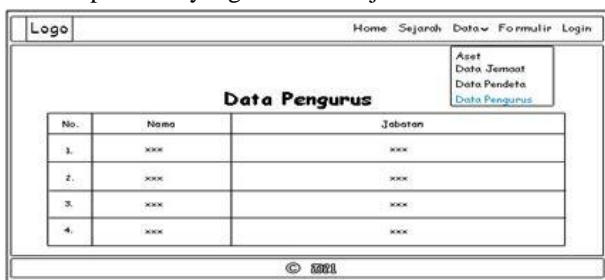 Logo Home Sejarah Data Formulir Login
Aset
Data Jemaat
Data Pendeta
Data Pengurus
Data Pengurus
No. Nama Jabatan
1. xxx xxx
2. xxx xxx
3. xxx xxx
4. xxx xxx
© 2021